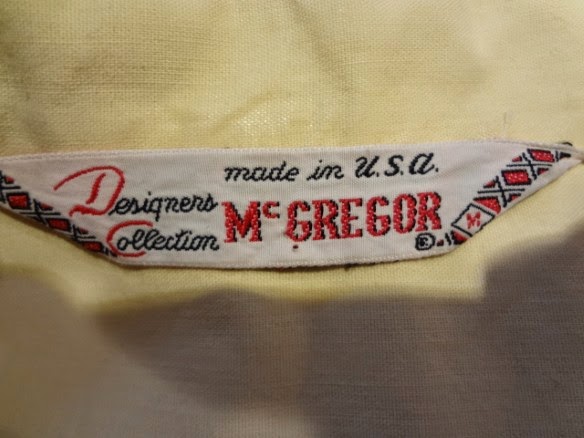 made in U.S.A.
Designers
Collection
McGREGOR
®
M